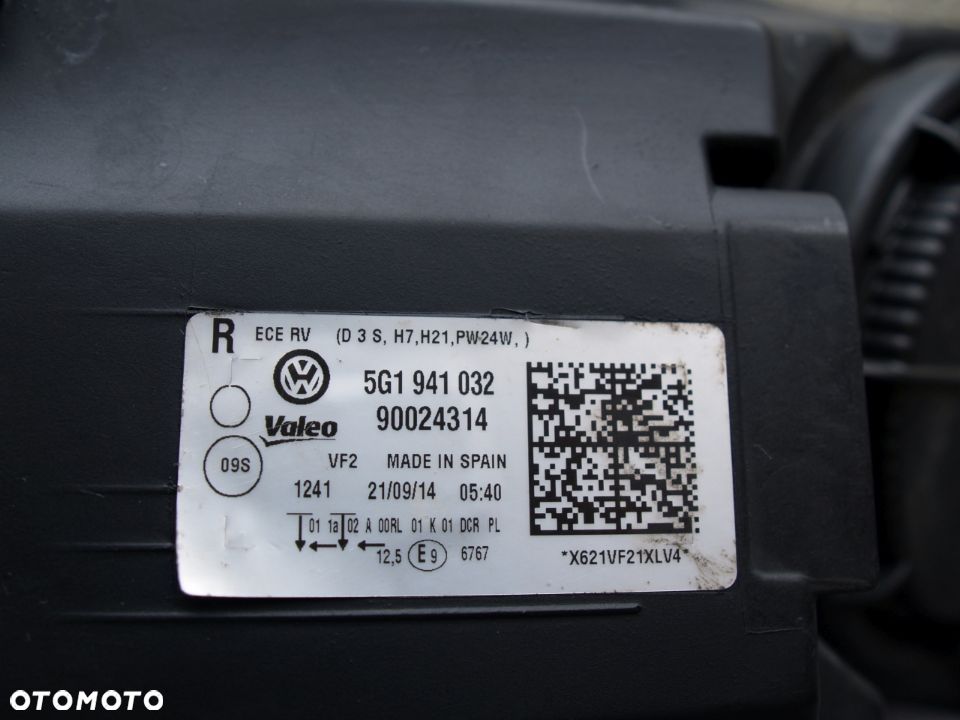 R ECE RV (D 3 S, H7,H21,PW24W, )
5G1 941 032
Valeo 90024314
09S VF2 MADE IN SPAIN
1241 21/09/14 05:40
01 1a 02 A 00RL 01 K 01 DCR PL
12,5 E9 6767
*X621VF21XLV4*
OTOMOTO